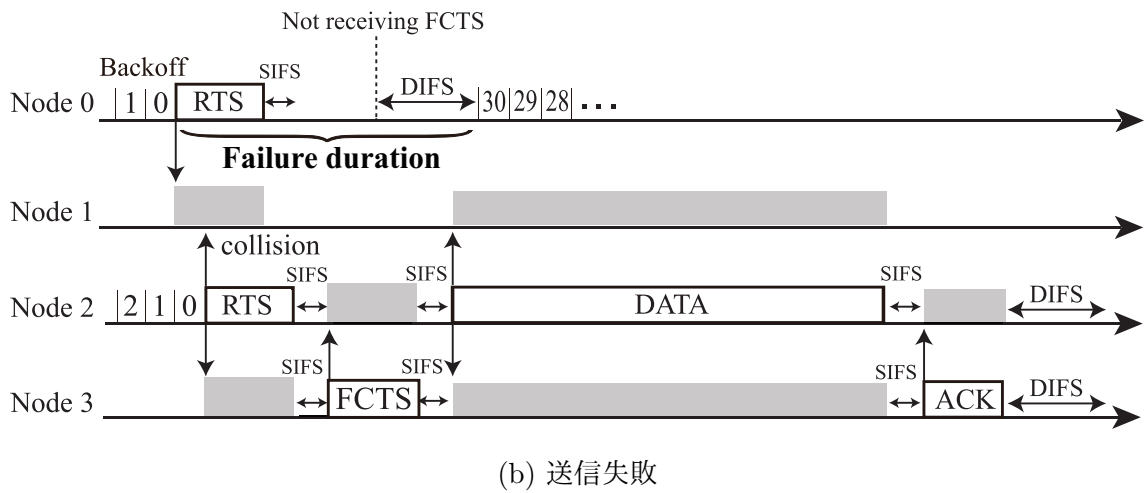 Not receiving FCTS
Backoff
SIFS
DIFS
Node 0
1 0
RTS
30 29 28 ...
Failure duration
Node 1
collision
SIFS
SIFS
SIFS
DIFS
Node 2
2 1 0
RTS
DATA
SIFS
SIFS
SIFS
DIFS
Node 3
FCTS
ACK
(b) 送信失敗